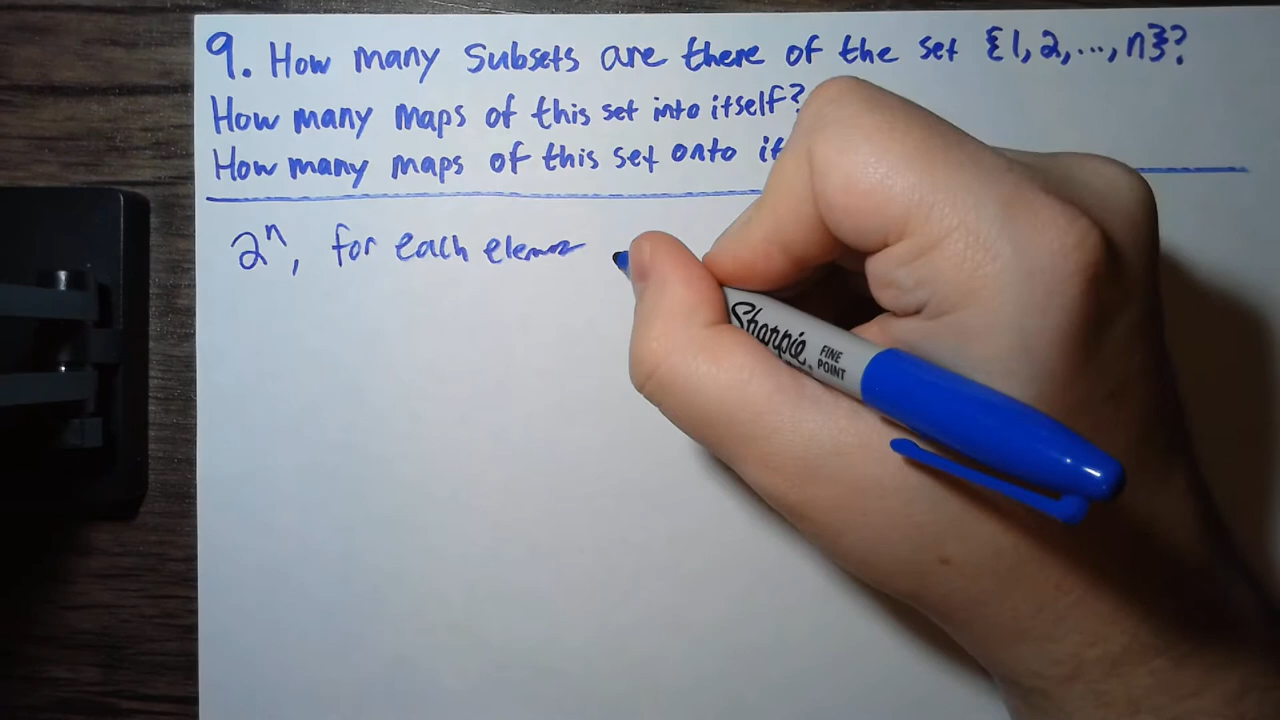 9. How many subsets are there of the set {1, 2, ..., n}?
How many maps of this set into itself?
How many maps of this set onto it
2ⁿ, for each
Sharpie.
FINE
POINT